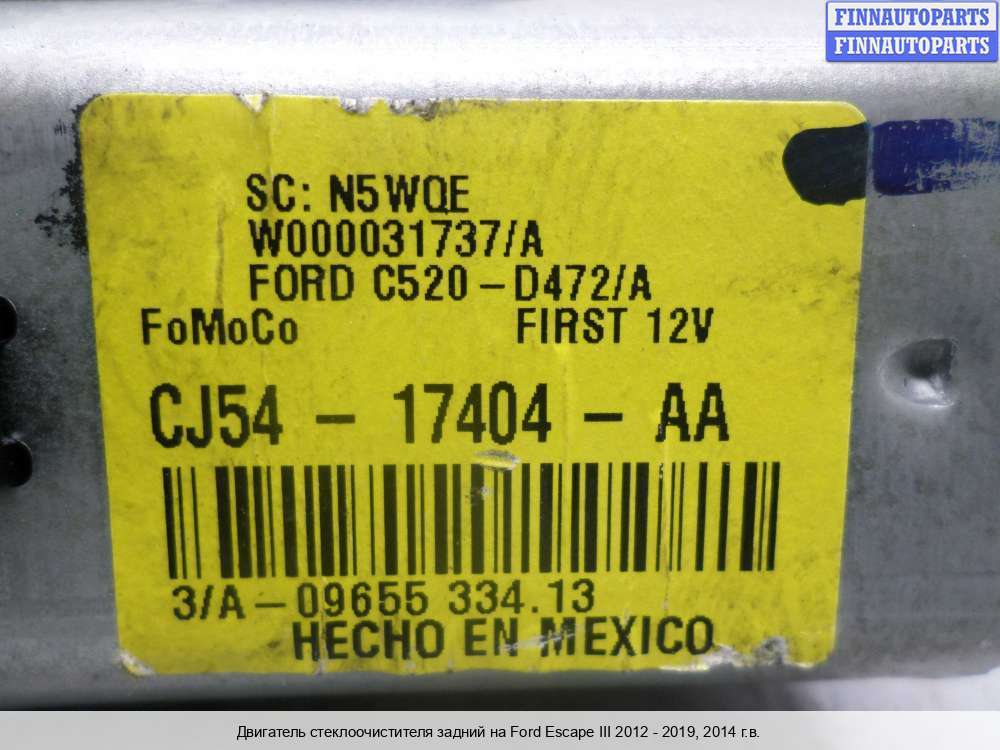 FINNAUTOPARTS
FINNAUTOPARTS
SC: N5WQE
W000031737/A
FORD C520-D472/A
FoMoCo FIRST 12V
CJ54 - 17404 - AA
3/A-09655 334.13
HECHO EN MEXICO
Двигатель стеклоочистителя задний на Ford Escape III 2012 - 2019, 2014 г.в.